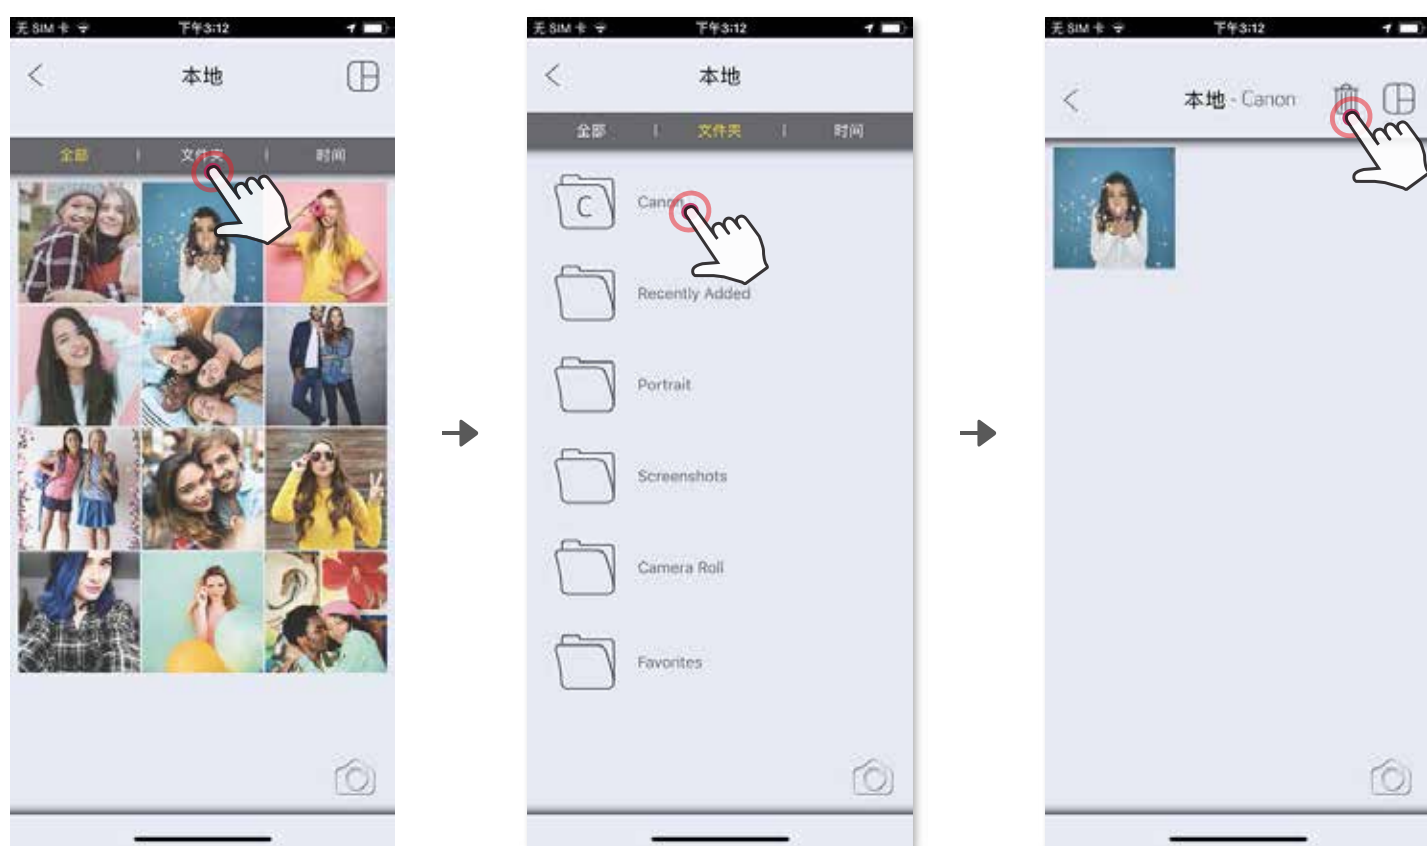 无 SIM 卡 下午3:12
本地
全部 | 文件夹 | 时间
无 SIM 卡 下午3:12
本地
全部 | 文件夹 | 时间
C Canon
Recently Added
Portrait
Screenshots
Camera Roll
Favorites
无 SIM 卡 下午3:12
本地 - Canon